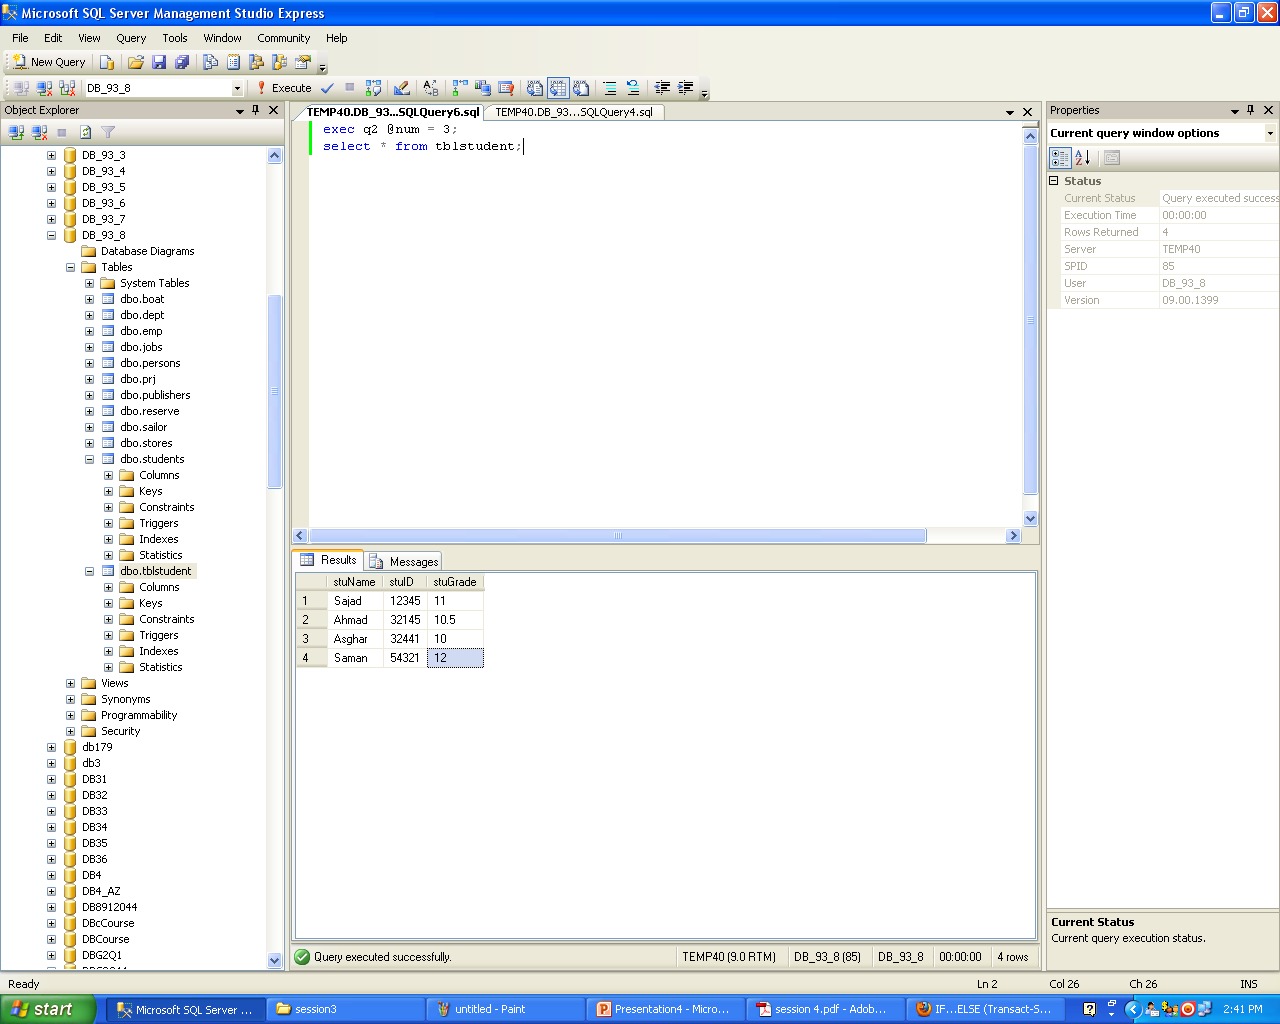 Microsoft SQL Server Management Studio Express
File Edit View Query Tools Window Community Help
New Query
DB_93_8 Execute
Object Explorer
DB_93_3
DB_93_4
DB_93_5
DB_93_6
DB_93_7
DB_93_8
Database Diagrams
Tables
System Tables
dbo.boat
dbo.dept
dbo.emp
dbo.jobs
dbo.persons
dbo.prj
dbo.publishers
dbo.reserve
dbo.sailor
dbo.stores
dbo.students
Columns
Keys
Constraints
Triggers
Indexes
Statistics
dbo.tblstudent
Columns
Keys
Constraints
Triggers
Indexes
Statistics
Views
Synonyms
Programmability
Security
db179
db3
DB31
DB32
DB33
DB34
DB35
DB36
DB4
DB4_AZ
DB8912044
DBcCourse
DBCourse
DBG2Q1
TEMP40.DB_93...SQLQuery6.sql TEMP40.DB_93...SQLQuery4.sql
exec q2 @num = 3;
select * from tblstudent;
Results Messages
stuName stuID stuGrade
1 Sajad 12345 11
2 Ahmad 32145 10.5
3 Asghar 32441 10
4 Saman 54321 12
Query executed successfully. TEMP40 (9.0 RTM) DB_93_8 (85) DB_93_8 00:00:00 4 rows
Properties
Current query window options
Status
Current Status Query executed success
Execution Time 00:00:00
Rows Returned 4
Server TEMP40
SPID 85
User DB_93_8
Version 09.00.1399
Current Status
Current query execution status.
Ready Ln 2 Col 26 Ch 26 INS
start Microsoft SQL Server ... session3 untitled - Paint Presentation4 - Micro... session 4.pdf - Adob... IF...ELSE (Transact-S... 2:41 PM